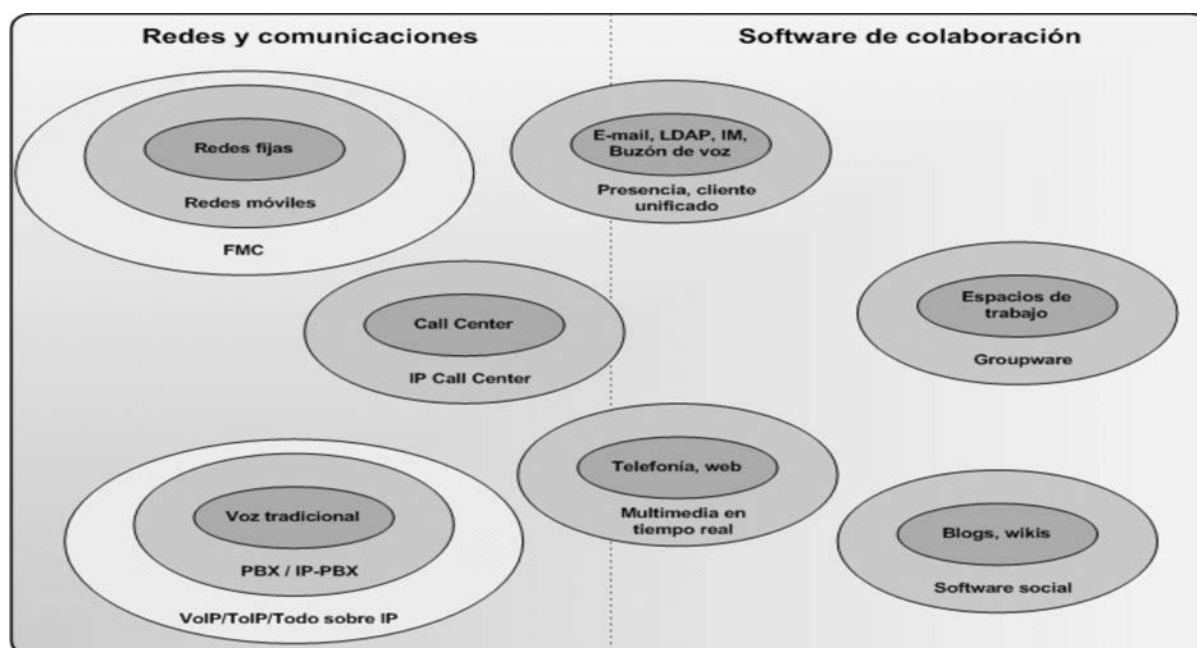 Redes y comunicaciones
Software de colaboración
Redes fijas
Redes móviles
FMC
E-mail, LDAP, IM,
Buzón de voz
Presencia, cliente
unificado
Call Center
IP Call Center
Espacios de
trabajo
Groupware
Telefonía, web
Multimedia en
tiempo real
Voz tradicional
PBX / IP-PBX
VoIP/ToIP/Todo sobre IP
Blogs, wikis
Software social